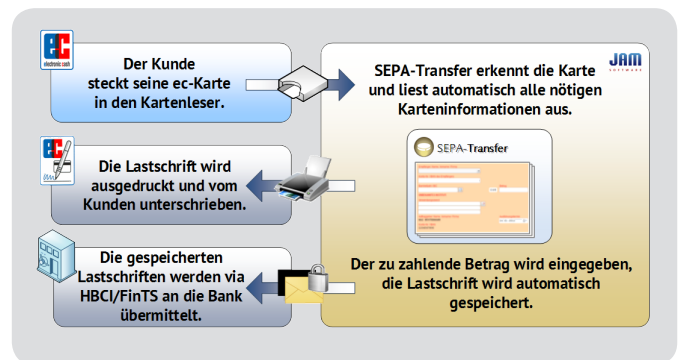 ec
electronic cash
Der Kunde
steckt seine ec-Karte
in den Kartenleser.
JAM
SOFTWARE
SEPA-Transfer erkennt die Karte
und liest automatisch alle nötigen
Karteninformationen aus.
SEPA-Transfer
ec
Die Lastschrift wird
ausgedruckt und vom
Kunden unterschrieben.
Der zu zahlende Betrag wird eingegeben,
die Lastschrift wird automatisch
gespeichert.
Die gespeicherten
Lastschriften werden via
HBCI/FinTS an die Bank
übermittelt.